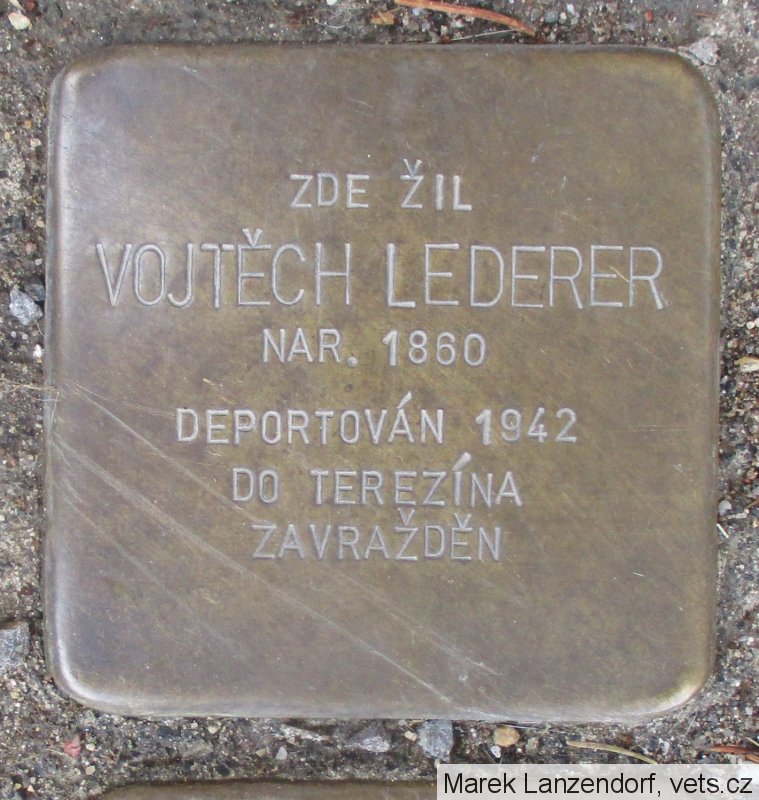 ZDE ŽIL
VOJTĚCH LEDERER
NAR. 1860
DEPORTOVÁN 1942
DO TEREZÍNA
ZAVRAŽDĚN
Marek Lanzendorf, vets.cz